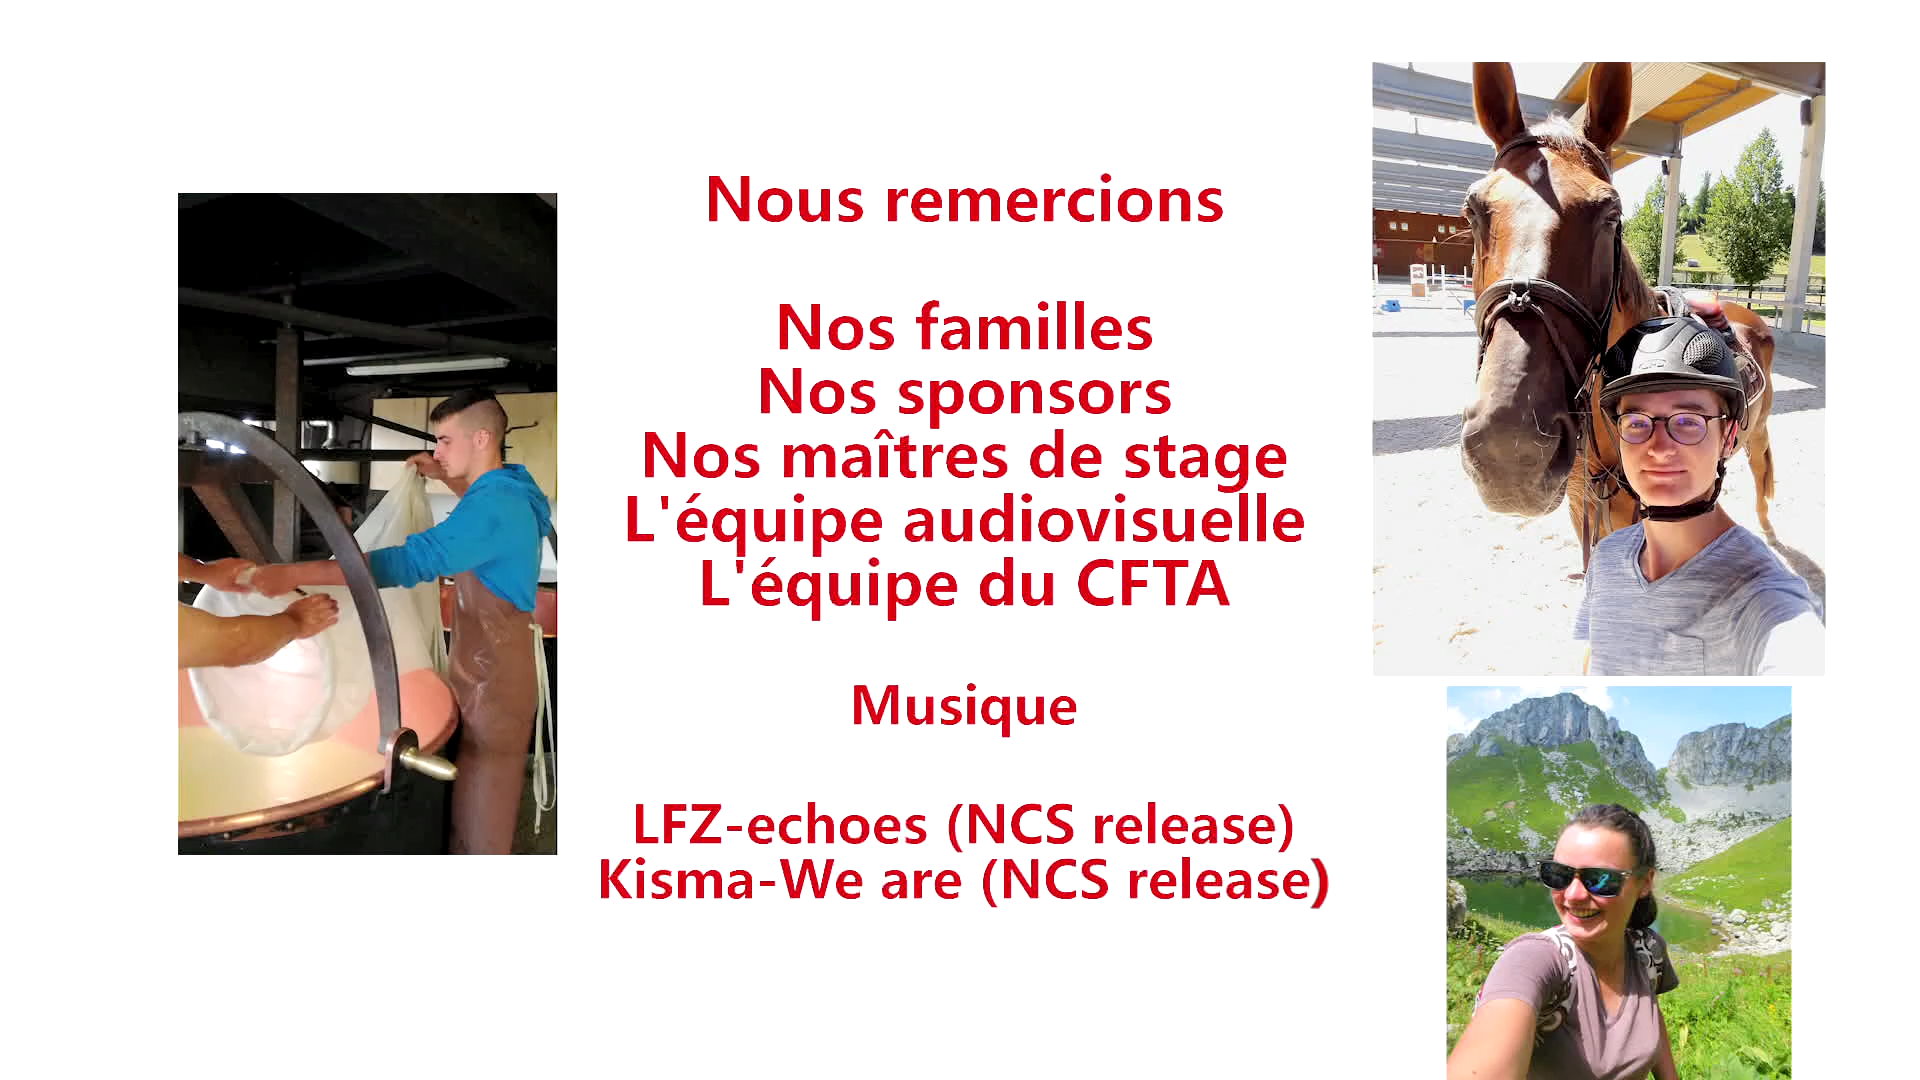 Nous remercions
Nos familles
Nos sponsors
Nos maîtres de stage
L'équipe audiovisuelle
L'équipe du CFTA
Musique
LFZ-echoes (NCS release)
Kisma-We are (NCS release)